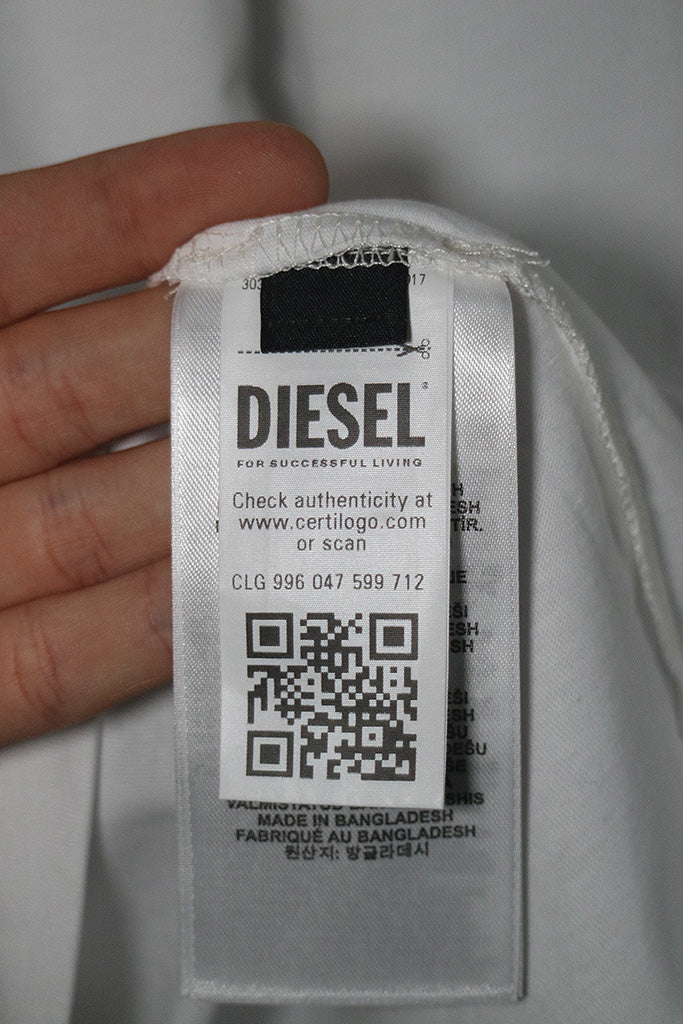 DIESEL®
FOR SUCCESSFUL LIVING
Check authenticity at
www.certilogo.com
or scan
CLG 996 047 599 712
MADE IN BANGLADESH
FABRIQUÉ AU BANGLADESH
원산지: 방글라데시